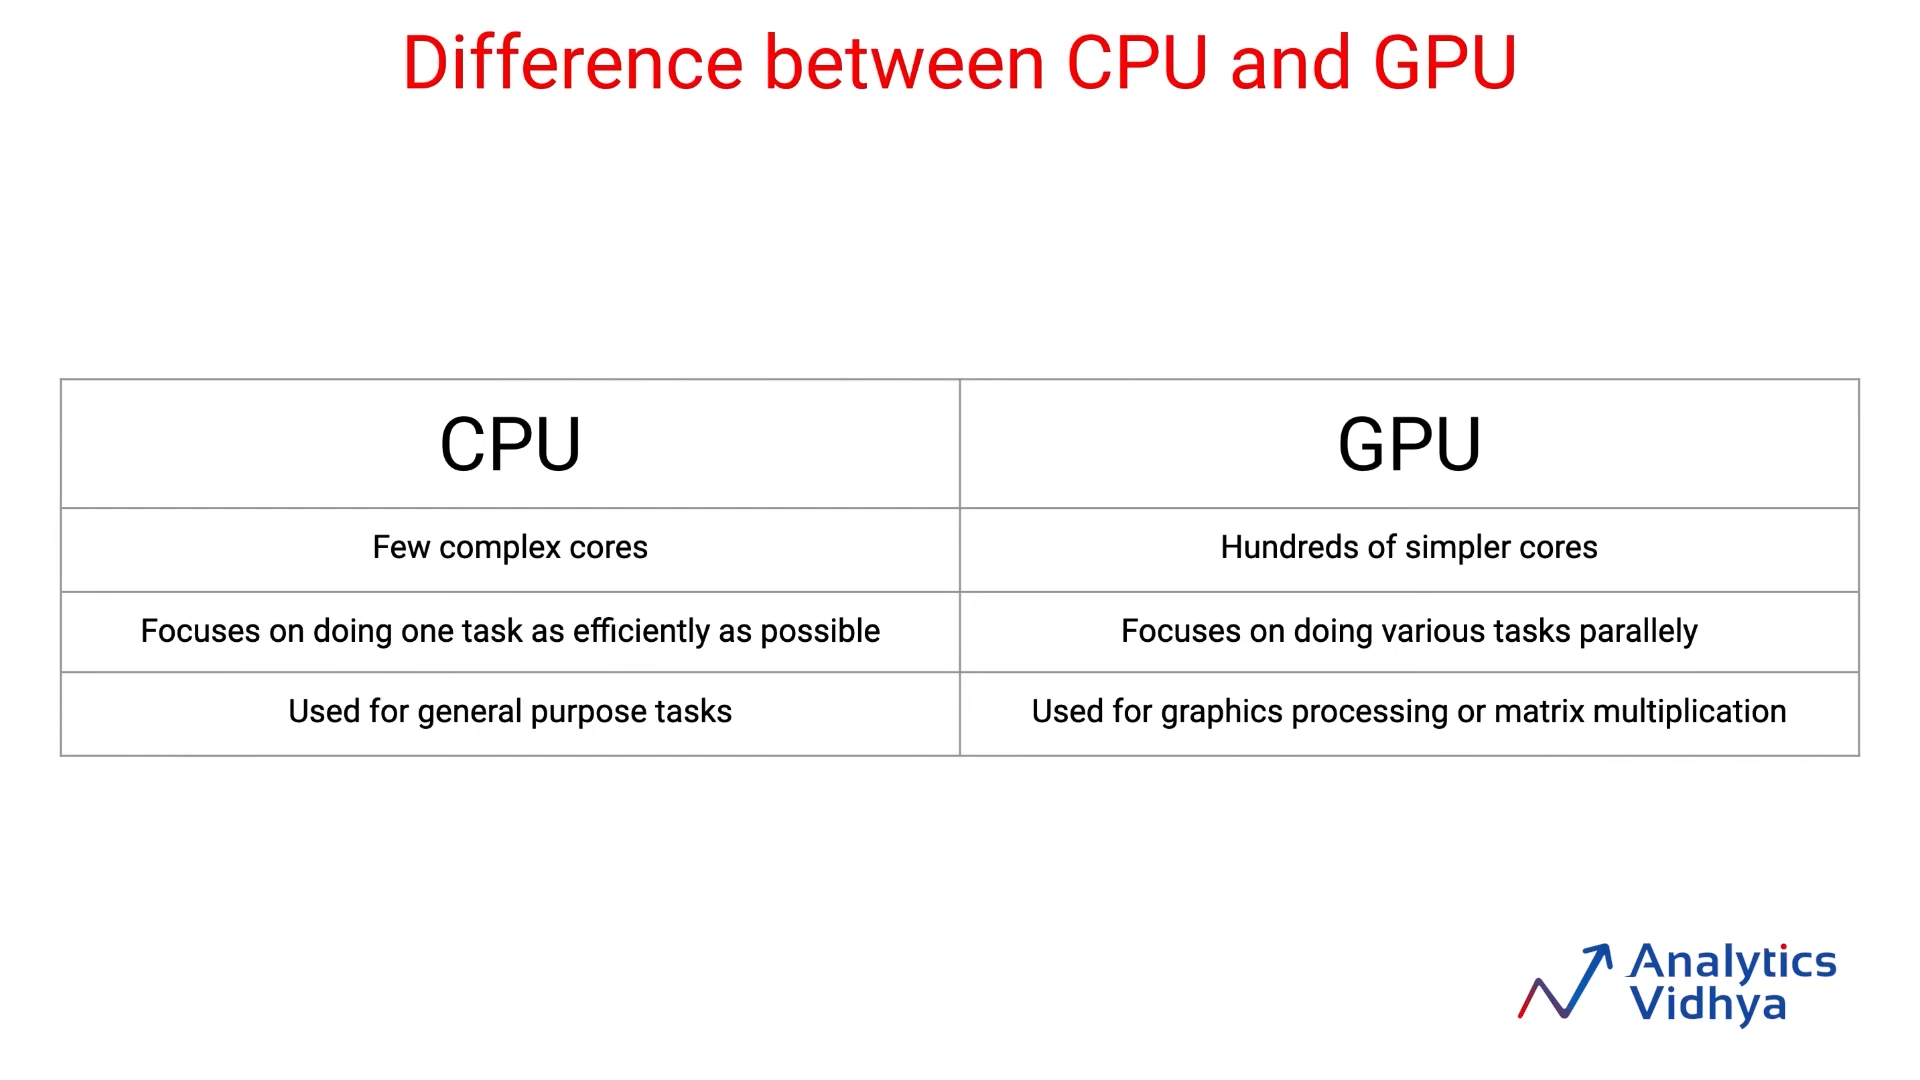 Difference between CPU and GPU
CPU
GPU
Few complex cores
Hundreds of simpler cores
Focuses on doing one task as efficiently as possible
Focuses on doing various tasks parallely
Used for general purpose tasks
Used for graphics processing or matrix multiplication
Analytics
Vidhya